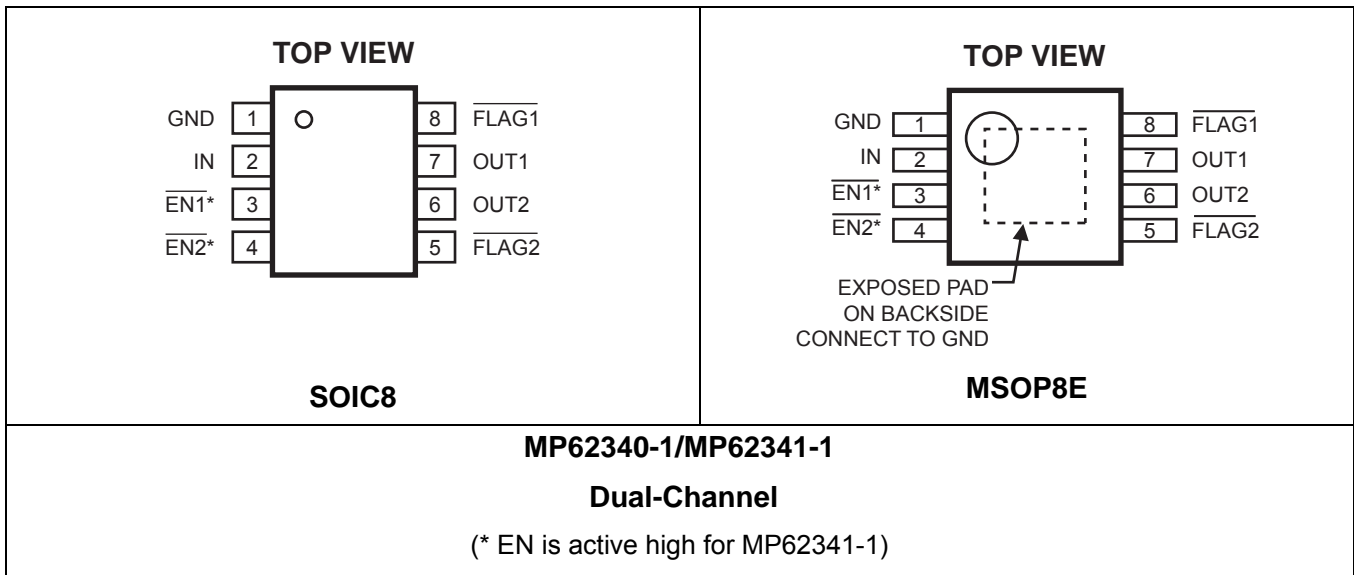 TOP VIEW
GND 1 8 FLAG1
IN 2 7 OUT1
EN1* 3 6 OUT2
EN2* 4 5 FLAG2
SOIC8
TOP VIEW
GND 1 8 FLAG1
IN 2 7 OUT1
EN1* 3 6 OUT2
EN2* 4 5 FLAG2
EXPOSED PAD
ON BACKSIDE
CONNECT TO GND
MSOP8E
MP62340-1/MP62341-1
Dual-Channel
(* EN is active high for MP62341-1)